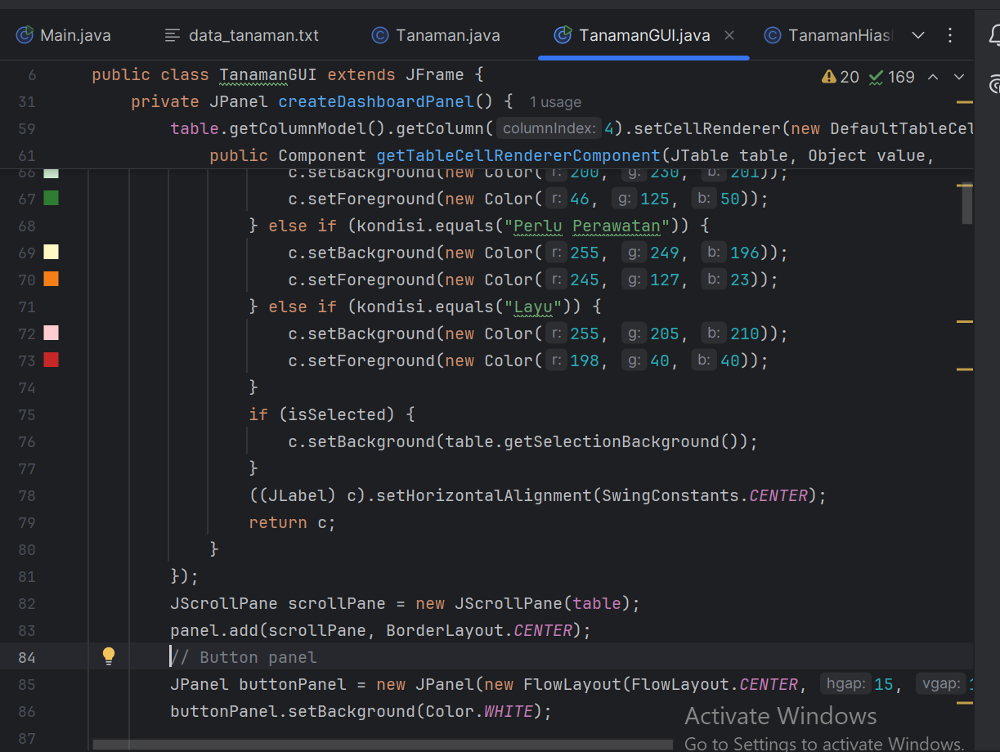 Main.java data_tanaman.txt Tanaman.java TanamanGUI.java TanamanHias
6 public class TanamanGUI extends JFrame { 20 169
31 private JPanel createDashboardPanel() { 1 usage
59 table.getColumnModel().getColumn( columnIndex: 4).setCellRenderer(new DefaultTableCel
61 public Component getTableCellRendererComponent(JTable table, Object value,
66 c.setBackground(new Color( r: 200, g: 230, b: 201));
67 c.setForeground(new Color( r: 46, g: 125, b: 50));
68 } else if (kondisi.equals("Perlu Perawatan")) {
69 c.setBackground(new Color( r: 255, g: 249, b: 196));
70 c.setForeground(new Color( r: 245, g: 127, b: 23));
71 } else if (kondisi.equals("Layu")) {
72 c.setBackground(new Color( r: 255, g: 205, b: 210));
73 c.setForeground(new Color( r: 198, g: 40, b: 40));
74 }
75 if (isSelected) {
76 c.setBackground(table.getSelectionBackground());
77 }
78 ((JLabel) c).setHorizontalAlignment(SwingConstants.CENTER);
79 return c;
80 }
81 });
82 JScrollPane scrollPane = new JScrollPane(table);
83 panel.add(scrollPane, BorderLayout.CENTER);
84 // Button panel
85 JPanel buttonPanel = new JPanel(new FlowLayout(FlowLayout.CENTER, hgap: 15, vgap:
86 buttonPanel.setBackground(Color.WHITE);
87
Activate Windows
Go to Settings to activate Windows.